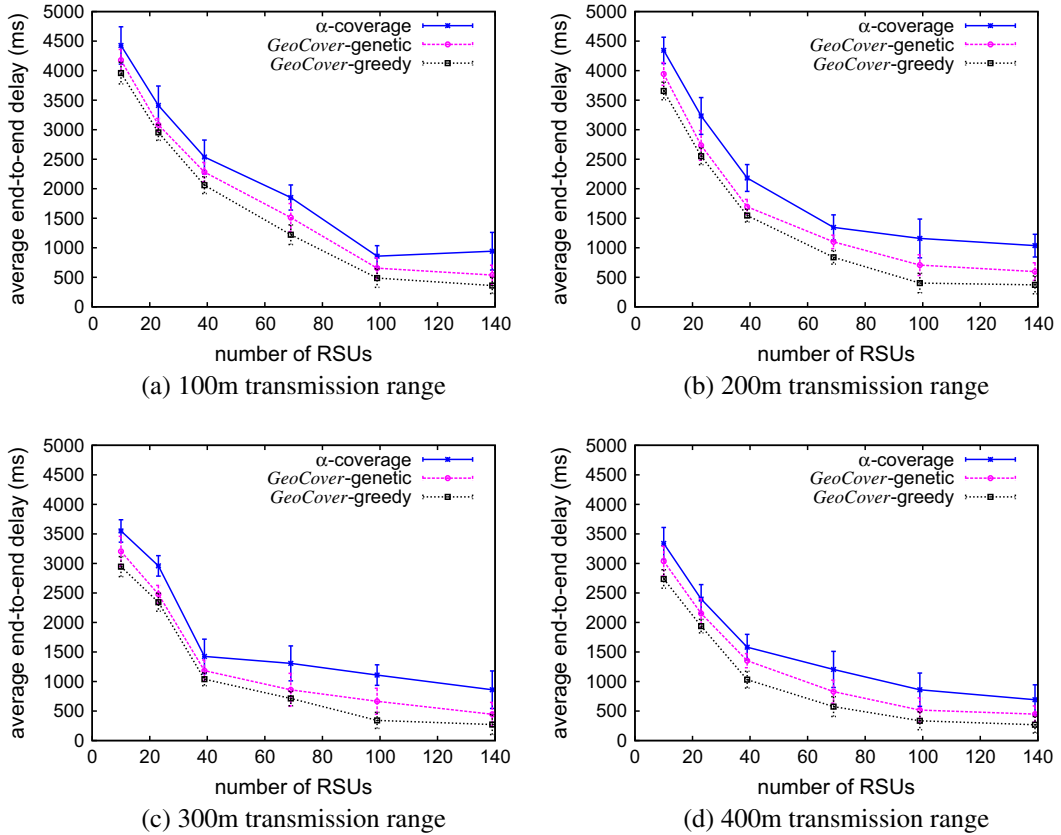 5000
4500
4000
3500
3000
2500
2000
1500
1000
500
0
average end-to-end delay (ms)
α-coverage
GeoCover-genetic
GeoCover-greedy
0 20 40 60 80 100 120 140
number of RSUs
(a) 100m transmission range
5000
4500
4000
3500
3000
2500
2000
1500
1000
500
0
average end-to-end delay (ms)
α-coverage
GeoCover-genetic
GeoCover-greedy
0 20 40 60 80 100 120 140
number of RSUs
(b) 200m transmission range
5000
4500
4000
3500
3000
2500
2000
1500
1000
500
0
average end-to-end delay (ms)
α-coverage
GeoCover-genetic
GeoCover-greedy
0 20 40 60 80 100 120 140
number of RSUs
(c) 300m transmission range
5000
4500
4000
3500
3000
2500
2000
1500
1000
500
0
average end-to-end delay (ms)
α-coverage
GeoCover-genetic
GeoCover-greedy
0 20 40 60 80 100 120 140
number of RSUs
(d) 400m transmission range